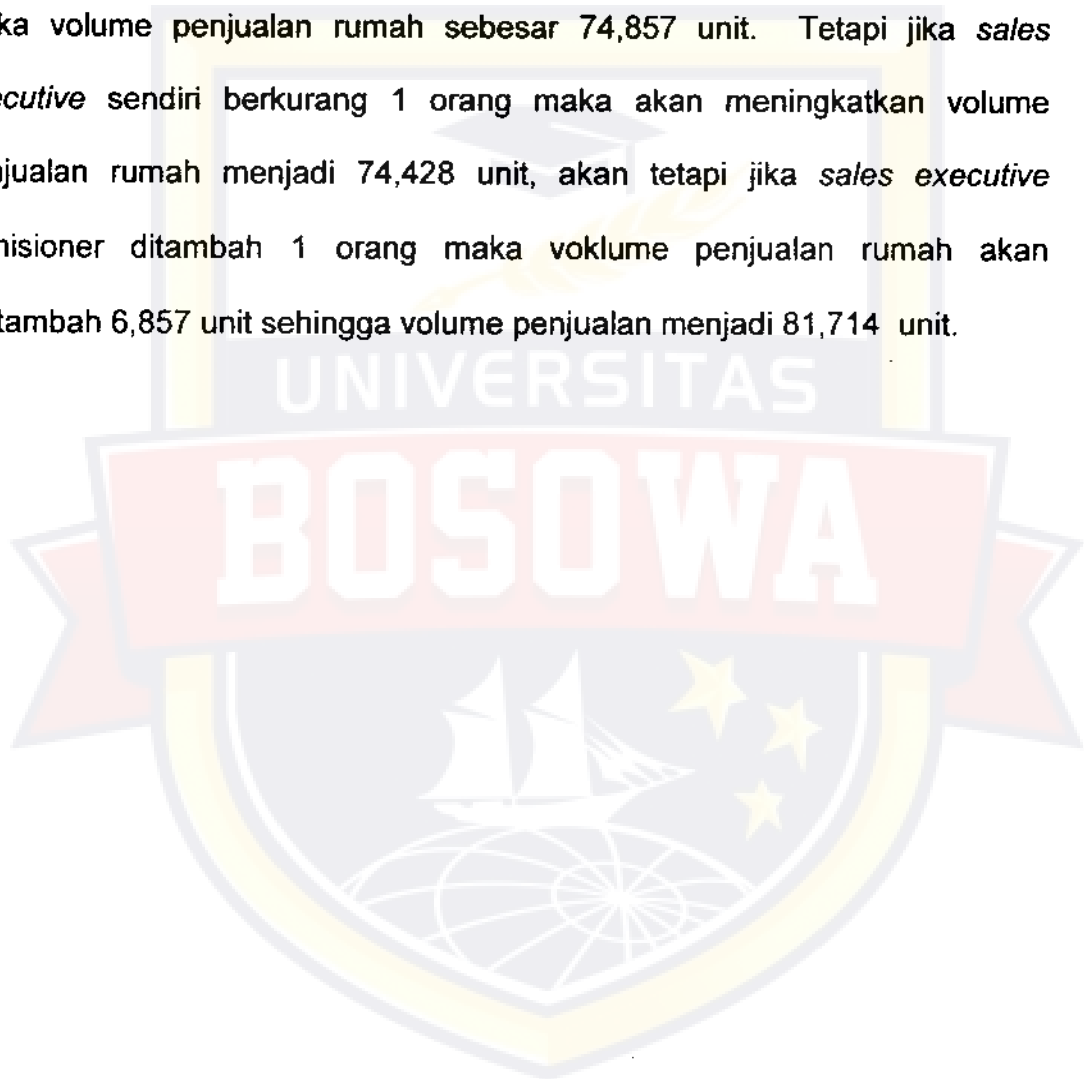 ka volume penjualan rumah sebesar 74,857 unit. Tetapi jika sales
ecutive sendiri berkurang 1 orang maka akan meningkatkan volume
jualan rumah menjadi 74,428 unit, akan tetapi jika sales executive
nisioner ditambah 1 orang maka voklume penjualan rumah akan
tambah 6,857 unit sehingga volume penjualan menjadi 81,714 unit.
UNIVERSITAS
BOSOWA